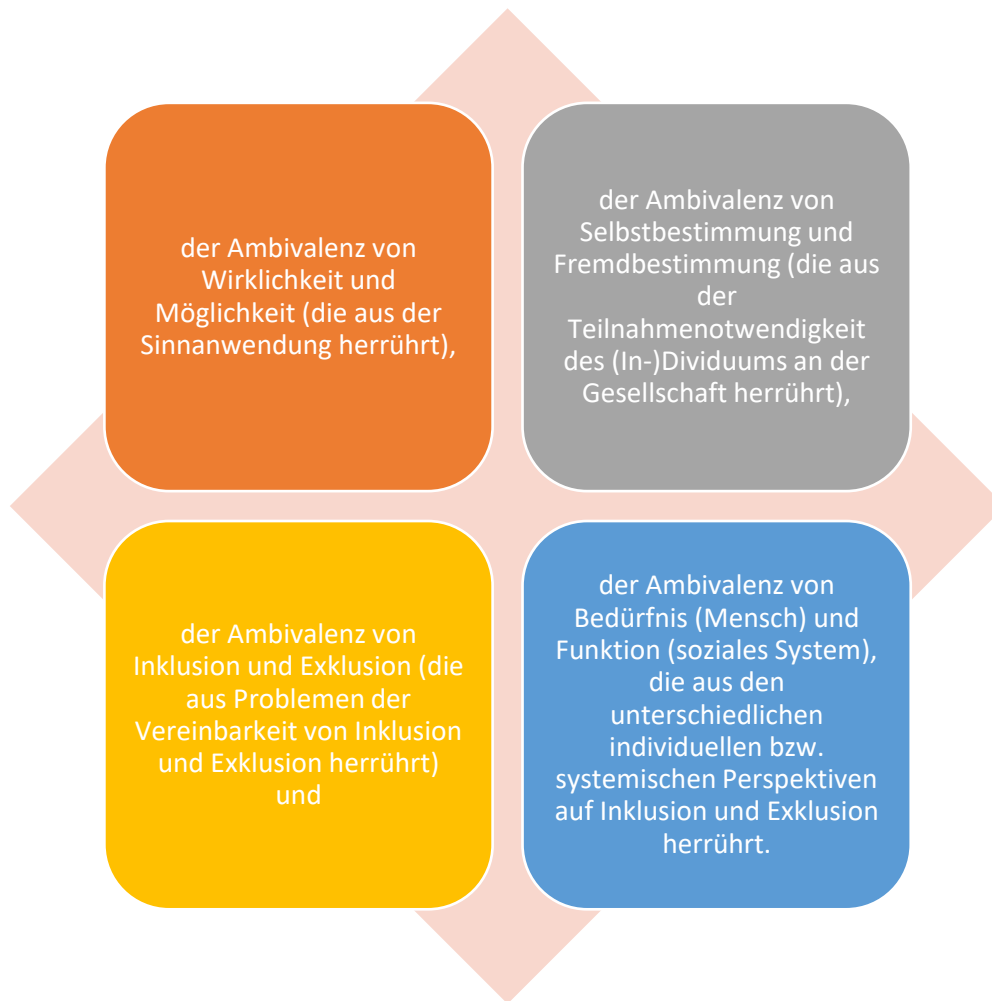 der Ambivalenz von
Wirklichkeit und
Möglichkeit (die aus der
Sinnanwendung herrührt),
der Ambivalenz von
Selbstbestimmung und
Fremdbestimmung (die aus
der
Teilnahmenotwendigkeit
des (In-)Dividuums an der
Gesellschaft herrührt),
der Ambivalenz von
Inklusion und Exklusion (die
aus Problemen der
Vereinbarkeit von Inklusion
und Exklusion herrührt)
und
der Ambivalenz von
Bedürfnis (Mensch) und
Funktion (soziales System),
die aus den
unterschiedlichen
individuellen bzw.
systemischen Perspektiven
auf Inklusion und Exklusion
herrührt.